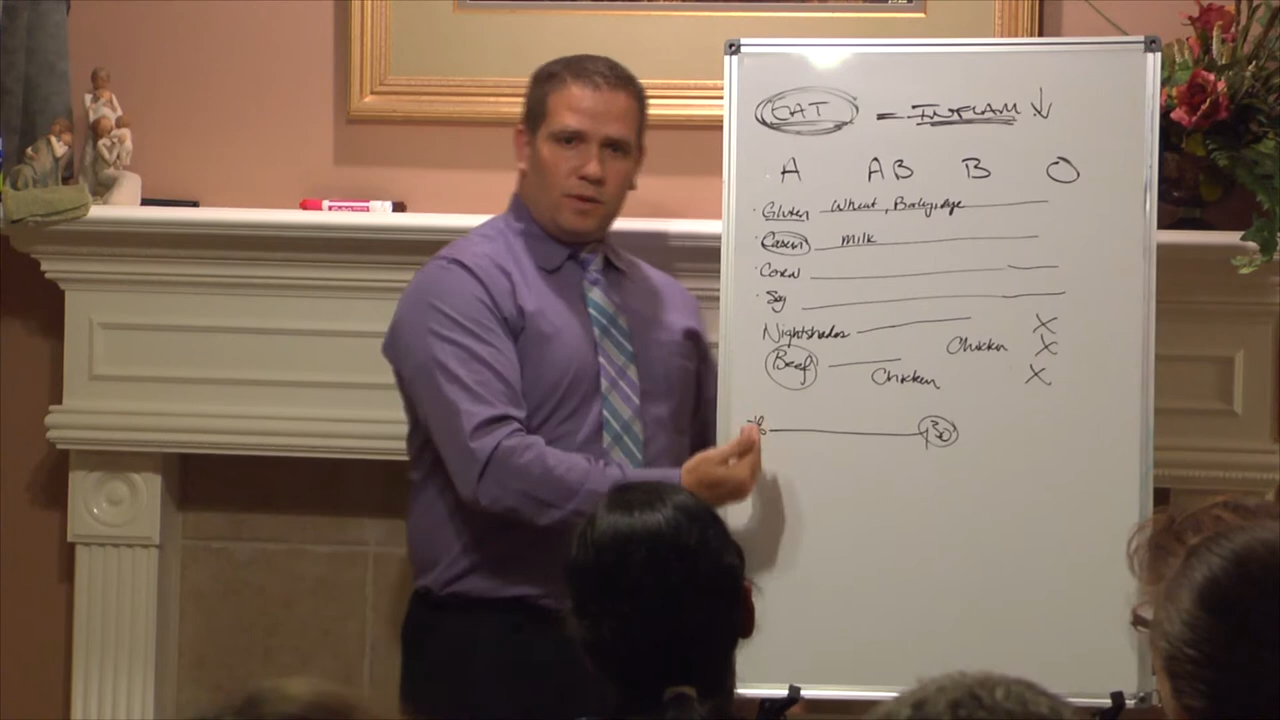 EAT = INFLAM ↓
A AB B O
· Gluten Wheat, Barley, Rye
· Casein Milk
· Corn
· Soy
Nightshades X
Chicken X
Beef
Chicken X
30